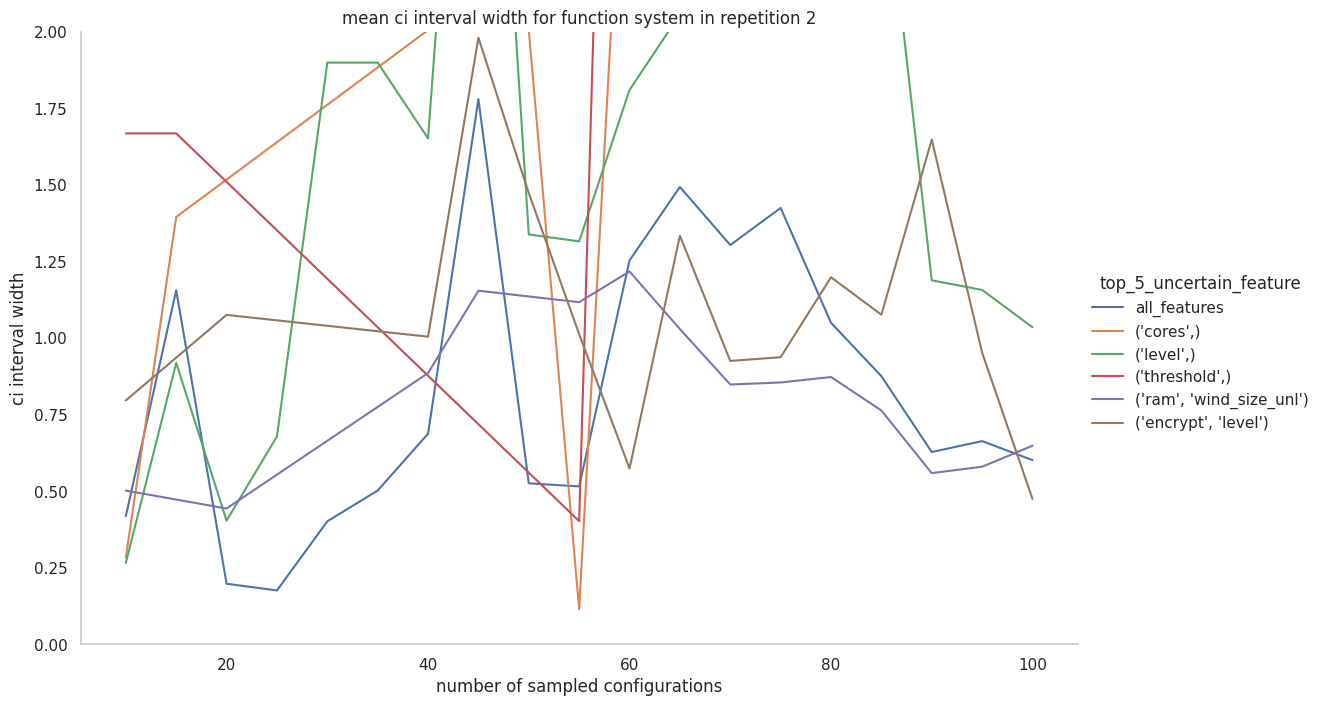 mean ci interval width for function system in repetition 2
2.00
1.75
1.50
1.25
1.00
0.75
0.50
0.25
0.00
ci interval width
20
40
60
80
100
number of sampled configurations
top_5_uncertain_feature
all_features
('cores',)
('level',)
('threshold',)
('ram', 'wind_size_unl')
('encrypt', 'level')